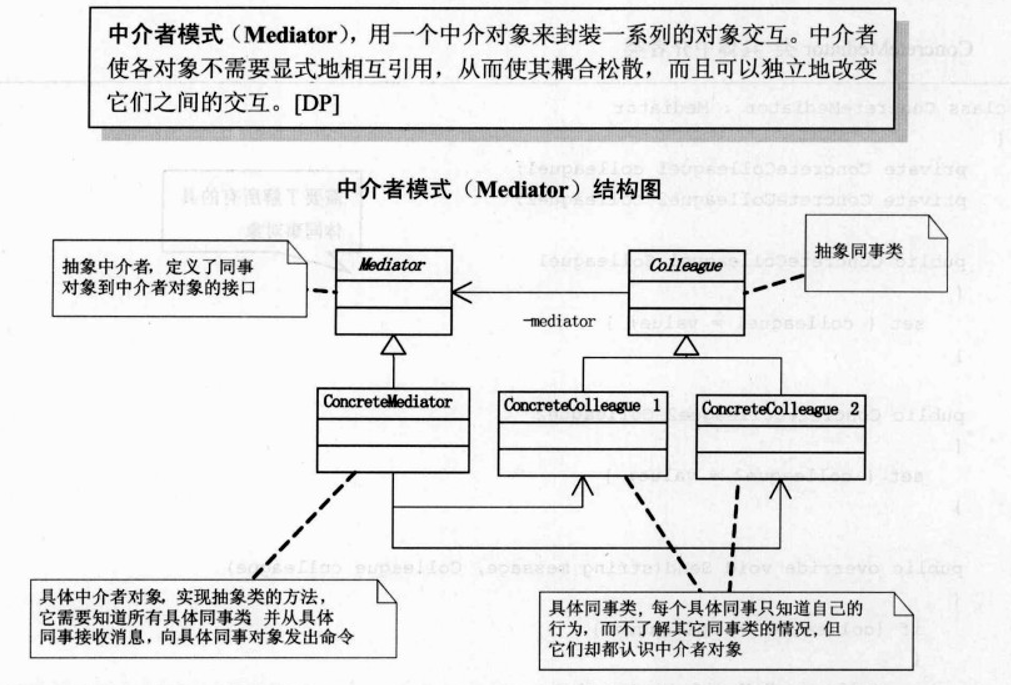 中介者模式（Mediator），用一个中介对象来封装一系列的对象交互。中介者
使各对象不需要显式地相互引用，从而使其耦合松散，而且可以独立地改变
它们之间的交互。[DP]
中介者模式（Mediator）结构图
抽象中介者，定义了同事
对象到中介者对象的接口
Mediator
Colleague
抽象同事类
-mediator
ConcreteMediator
ConcreteColleague 1
ConcreteColleague 2
具体中介者对象，实现抽象类的方法，
它需要知道所有具体同事类 并从具体
同事接收消息，向具体同事对象发出命令
具体同事类，每个具体同事只知道自己的
行为，而不了解其它同事类的情况，但
它们却都认识中介者对象